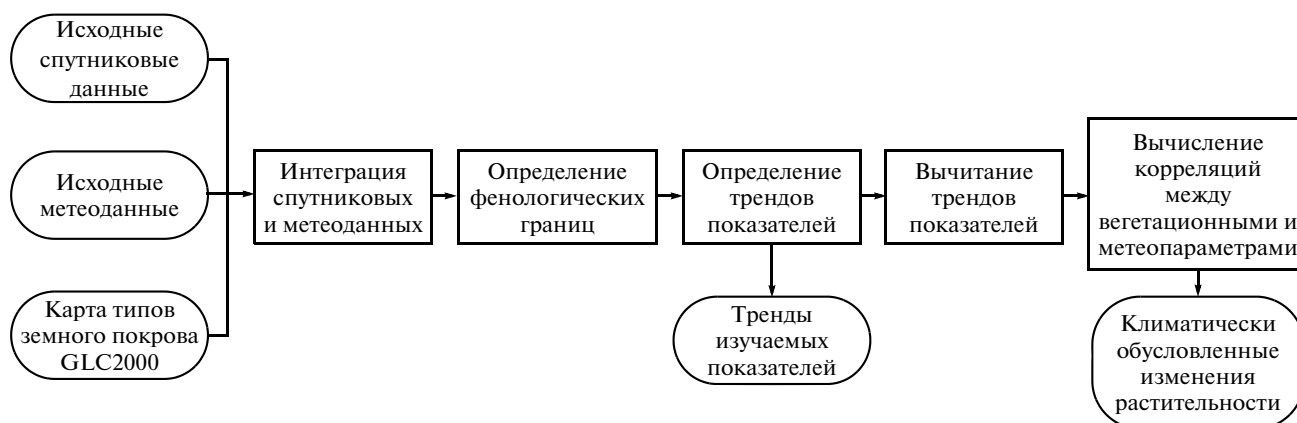 Исходные
спутниковые
данные
Исходные
метеоданные
Карта типов
земного покрова
GLC2000
Интеграция
спутниковых
и метеоданных
Определение
фенологических
границ
Определение
трендов
показателей
Тренды
изучаемых
показателей
Вычитание
трендов
показателей
Вычисление
корреляций
между
вегетационными и
метеопараметрами
Климатически
обусловленные
изменения
растительности